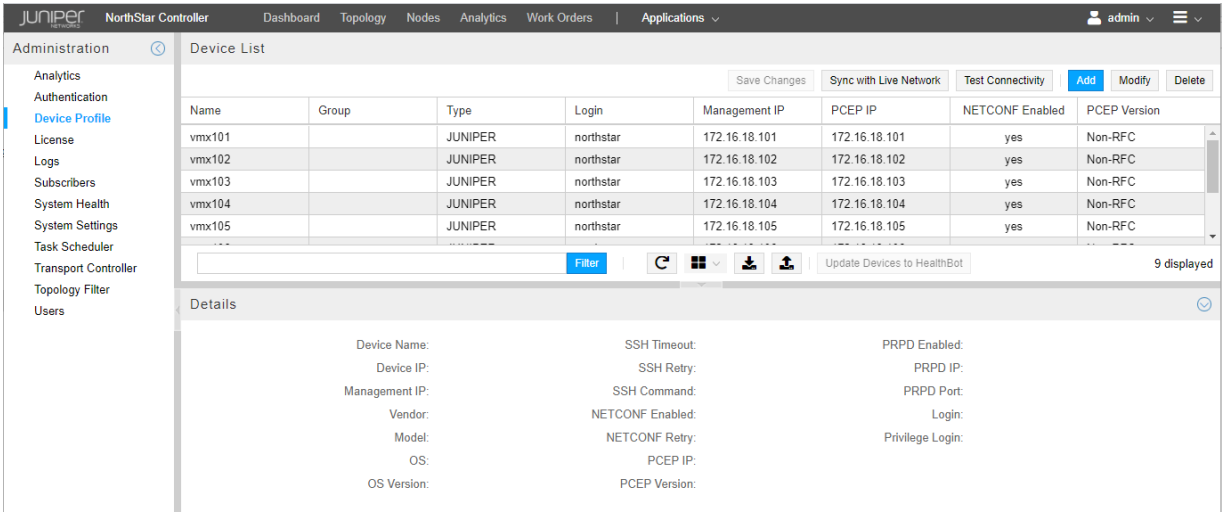 JUNIPER NETWORKS NorthStar Controller Dashboard Topology Nodes Analytics Work Orders | Applications admin
Administration
Analytics
Authentication
Device Profile
License
Logs
Subscribers
System Health
System Settings
Task Scheduler
Transport Controller
Topology Filter
Users
Device List
Save Changes Sync with Live Network Test Connectivity Add Modify Delete
Name Group Type Login Management IP PCEP IP NETCONF Enabled PCEP Version
vmx101 JUNIPER northstar 172.16.18.101 172.16.18.101 yes Non-RFC
vmx102 JUNIPER northstar 172.16.18.102 172.16.18.102 yes Non-RFC
vmx103 JUNIPER northstar 172.16.18.103 172.16.18.103 yes Non-RFC
vmx104 JUNIPER northstar 172.16.18.104 172.16.18.104 yes Non-RFC
vmx105 JUNIPER northstar 172.16.18.105 172.16.18.105 yes Non-RFC
Filter Update Devices to HealthBot 9 displayed
Details
Device Name: SSH Timeout: PRPD Enabled:
Device IP: SSH Retry: PRPD IP:
Management IP: SSH Command: PRPD Port:
Vendor: NETCONF Enabled: Login:
Model: NETCONF Retry: Privilege Login:
OS: PCEP IP:
OS Version: PCEP Version: